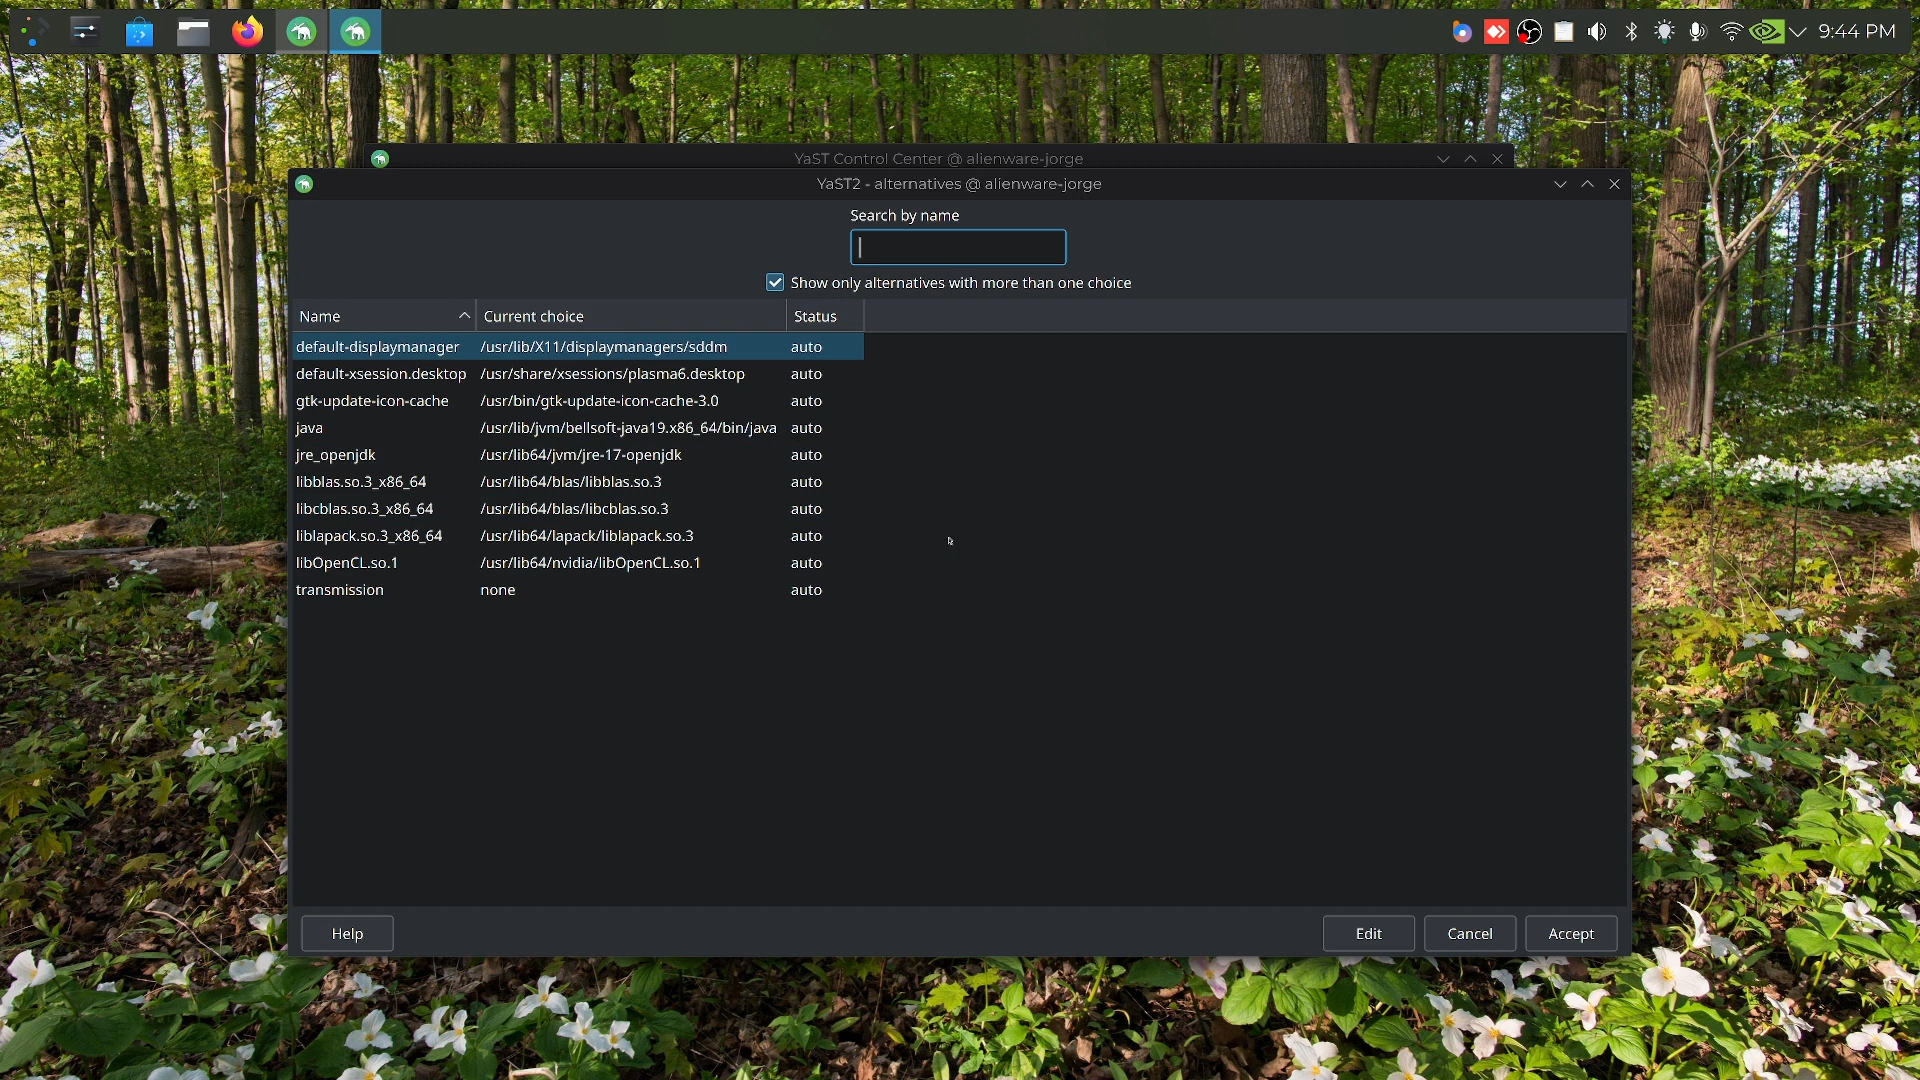 9:44 PM
YaST Control Center @ alienware-jorge
YaST2 - alternatives @ alienware-jorge
Search by name
Show only alternatives with more than one choice
Name Current choice Status
default-displaymanager /usr/lib/X11/displaymanagers/sddm auto
default-xsession.desktop /usr/share/xsessions/plasma6.desktop auto
gtk-update-icon-cache /usr/bin/gtk-update-icon-cache-3.0 auto
java /usr/lib/jvm/bellsoft-java19.x86_64/bin/java auto
jre_openjdk /usr/lib64/jvm/jre-17-openjdk auto
libblas.so.3_x86_64 /usr/lib64/blas/libblas.so.3 auto
libcblas.so.3_x86_64 /usr/lib64/blas/libcblas.so.3 auto
liblapack.so.3_x86_64 /usr/lib64/lapack/liblapack.so.3 auto
libOpenCL.so.1 /usr/lib64/nvidia/libOpenCL.so.1 auto
transmission none auto
Help Edit Cancel Accept